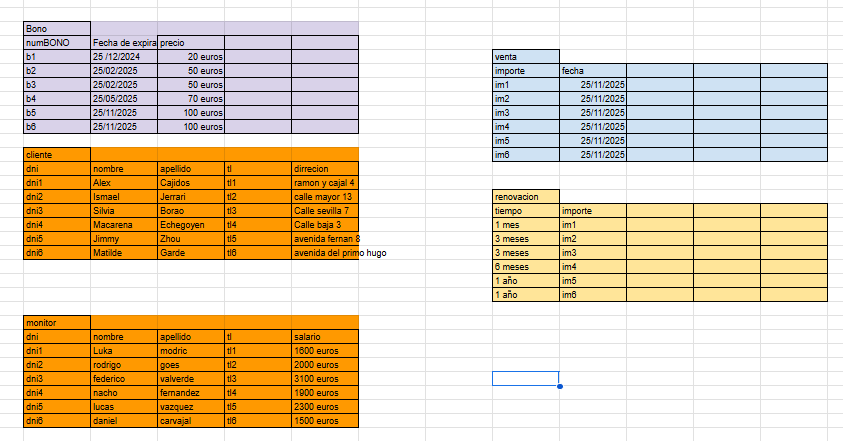 Bono
numBONO Fecha de expira precio
b1 25 /12/2024 20 euros
b2 25/02/2025 50 euros
b3 25/02/2025 50 euros
b4 25/05/2025 70 euros
b5 25/11/2025 100 euros
b6 25/11/2025 100 euros
cliente
dni nombre apellido tl dirrecion
dni1 Alex Cajidos tl1 ramon y cajal 4
dni2 Ismael Jerrari tl2 calle mayor 13
dni3 Silvia Borao tl3 Calle sevilla 7
dni4 Macarena Echegoyen tl4 Calle baja 3
dni5 Jimmy Zhou tl5 avenida fernan 8
dni6 Matilde Garde tl6 avenida del primo hugo
monitor
dni nombre apellido tl salario
dni1 Luka modric tl1 1600 euros
dni2 rodrigo goes tl2 2000 euros
dni3 federico valverde tl3 3100 euros
dni4 nacho fernandez tl4 1900 euros
dni5 lucas vazquez tl5 2300 euros
dni6 daniel carvajal tl6 1500 euros
venta
importe fecha
im1 25/11/2025
im2 25/11/2025
im3 25/11/2025
im4 25/11/2025
im5 25/11/2025
im6 25/11/2025
renovacion
tiempo importe
1 mes im1
3 meses im2
3 meses im3
6 meses im4
1 año im5
1 año im6